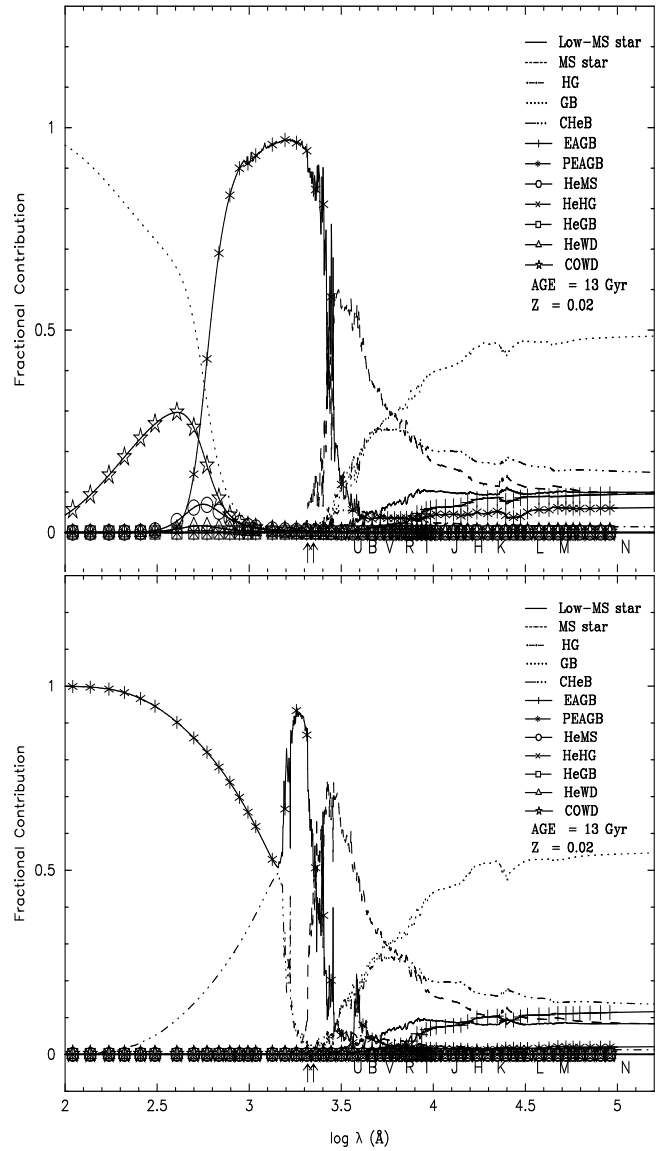 Fractional Contribution
1
0.5
0
Low−MS star
MS star
HG
GB
CHeB
EAGB
PEAGB
HeMS
HeHG
HeGB
HeWD
COWD
AGE = 13 Gyr
Z = 0.02
U B V R I J H K L M N
Fractional Contribution
1
0.5
0
Low−MS star
MS star
HG
GB
CHeB
EAGB
PEAGB
HeMS
HeHG
HeGB
HeWD
COWD
AGE = 13 Gyr
Z = 0.02
U B V R I J H K L M N
2 2.5 3 3.5 4 4.5 5
log λ (Å)